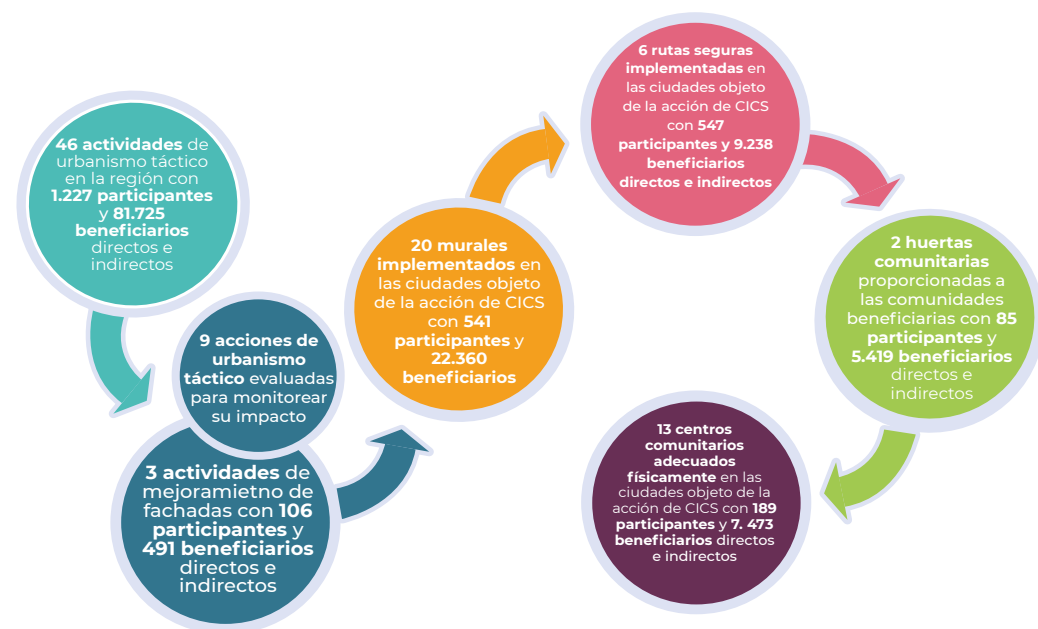 46 actividades de
urbanismo táctico
en la región con
1.227 participantes
y 81.725
beneficiarios
directos e
indirectos
9 acciones de
urbanismo
táctico evaluadas
para monitorear
su impacto
3 actividades de
mejoramietno de
fachadas con 106
participantes y
491 beneficiarios
directos e
indirectos
20 murales
implementados en
las ciudades objeto
de la acción de CICS
con 541
participantes y
22.360
beneficiarios
6 rutas seguras
implementadas en
las ciudades objeto
de la acción de CICS
con 547
participantes y 9.238
beneficiarios
directos e indirectos
2 huertas
comunitarias
proporcionadas a
las comunidades
beneficiarias con 85
participantes y
5.419 beneficiarios
directos e
indirectos
13 centros
comunitarios
adecuados
físicamente en las
ciudades objeto de la
acción de CICS con 189
participantes y 7. 473
beneficiarios directos
e indirectos